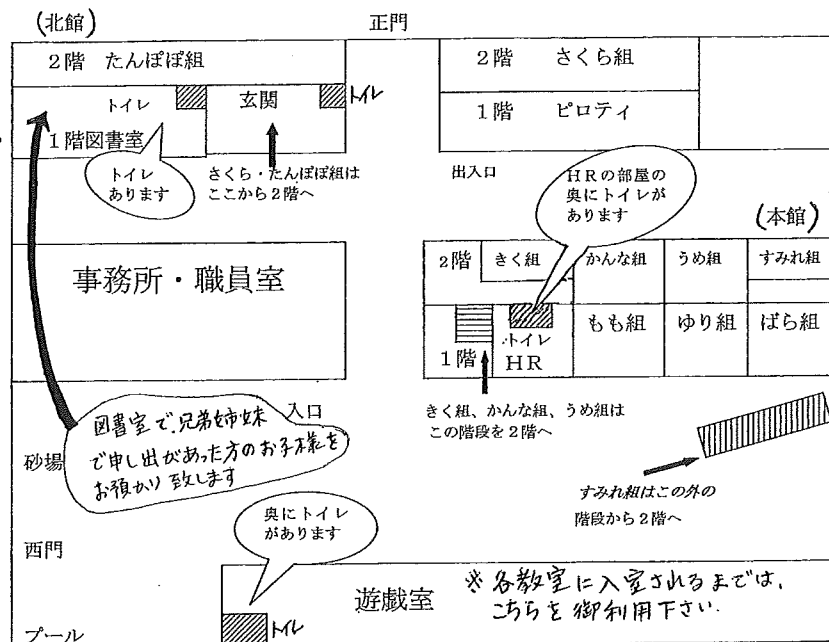 (北館)
正門
2階 たんぽぽ組
トイレ
玄関
トイレ
1階図書室
トイレ
あります
さくら・たんぽぽ組は
ここから2階へ
2階 さくら組
1階 ピロティ
出入口
HRの部屋の
奥にトイレが
あります
(本館)
事務所・職員室
2階
きく組
かんな組
うめ組
すみれ組
トイレ
1階
HR
もも組
ゆり組
ばら組
きく組、かんな組、うめ組は
この階段を2階へ
入口
図書室で、兄弟姉妹
で申し出があった方のお子様を
お預かり致します
砂場
すみれ組はこの外の
階段から2階へ
奥にトイレ
があります
西門
遊戯室
※各教室に入室されるまでは、
こちらを御利用下さい.
トイレ
プール